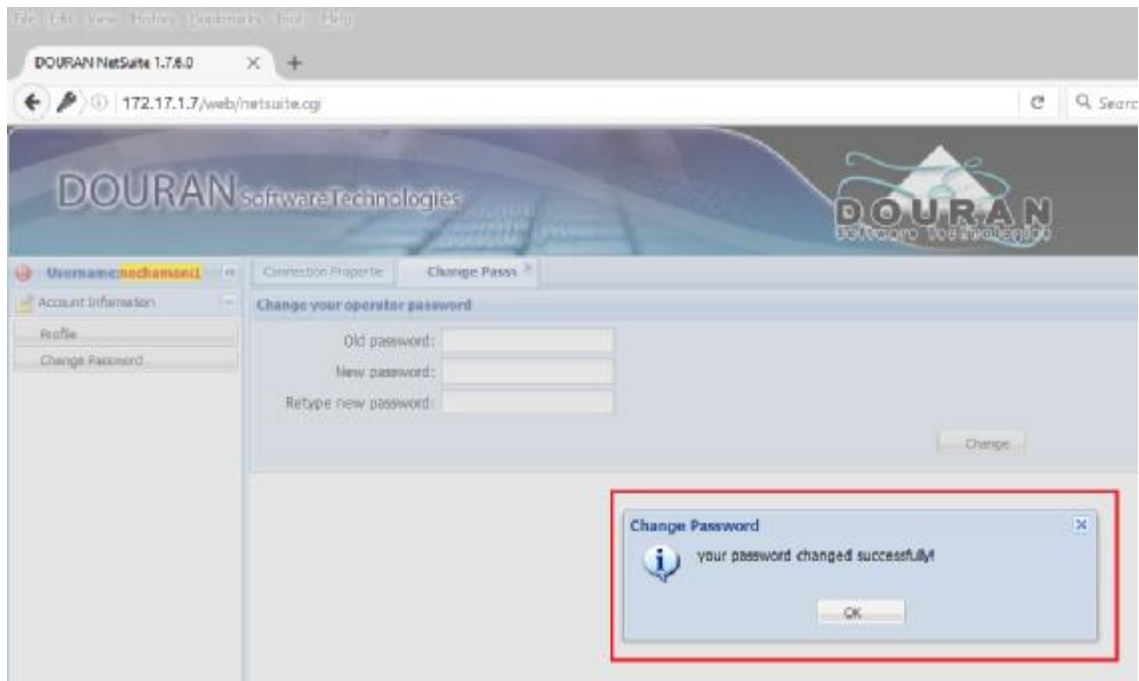 File Edit View History Bookmarks Tools Help
DOURAN NetSuite 1.7.6.0
172.17.1.7/web/netsuite.cgi
Searc
DOURAN Software Technologies
DOURAN
Software Technologies
Username:
Connection Propertie
Change Passs
Account Information
Change your operator password
Profile
Old password:
Change Password
New password:
Retype new password:
Change
Change Password
your password changed successfully!
OK